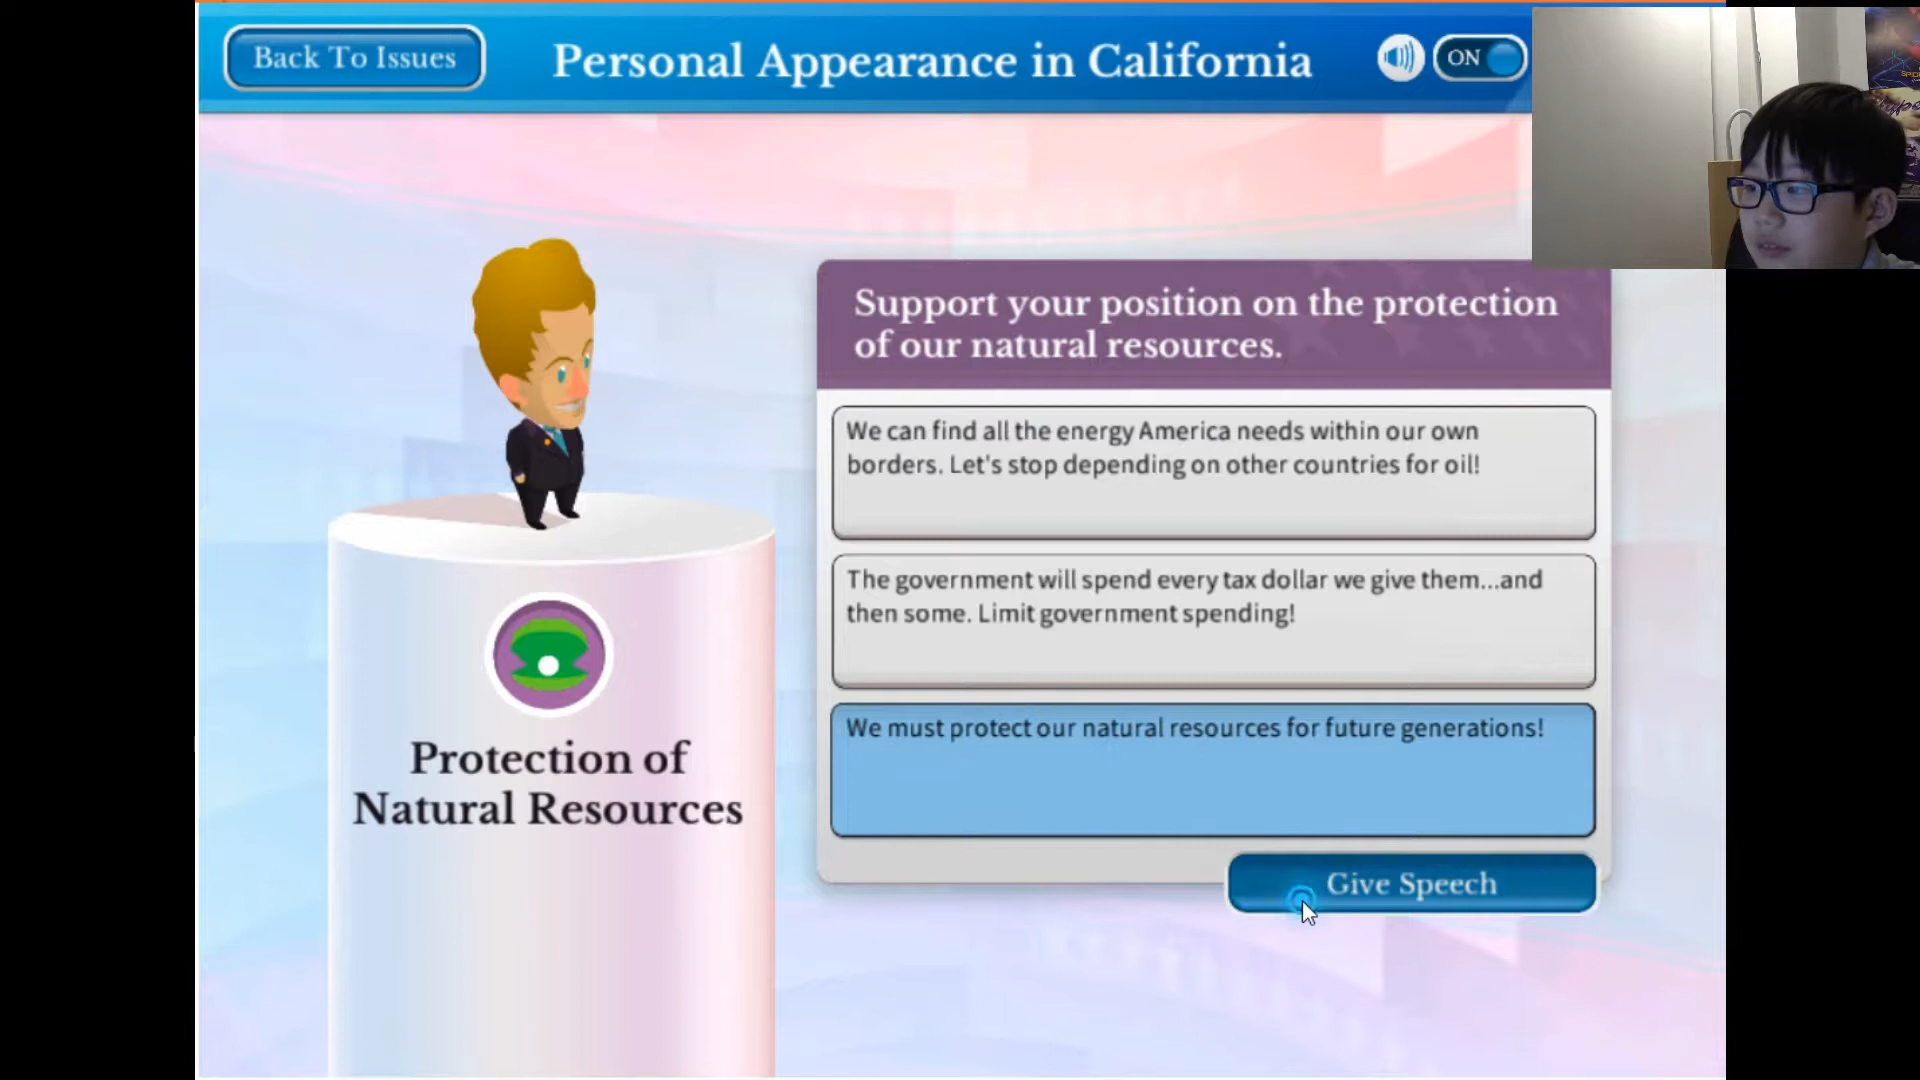 Back To Issues
Personal Appearance in California
ON
Support your position on the protection
of our natural resources.
We can find all the energy America needs within our own
borders. Let's stop depending on other countries for oil!
The government will spend every tax dollar we give them...and
then some. Limit government spending!
We must protect our natural resources for future generations!
Give Speech
Protection of
Natural Resources